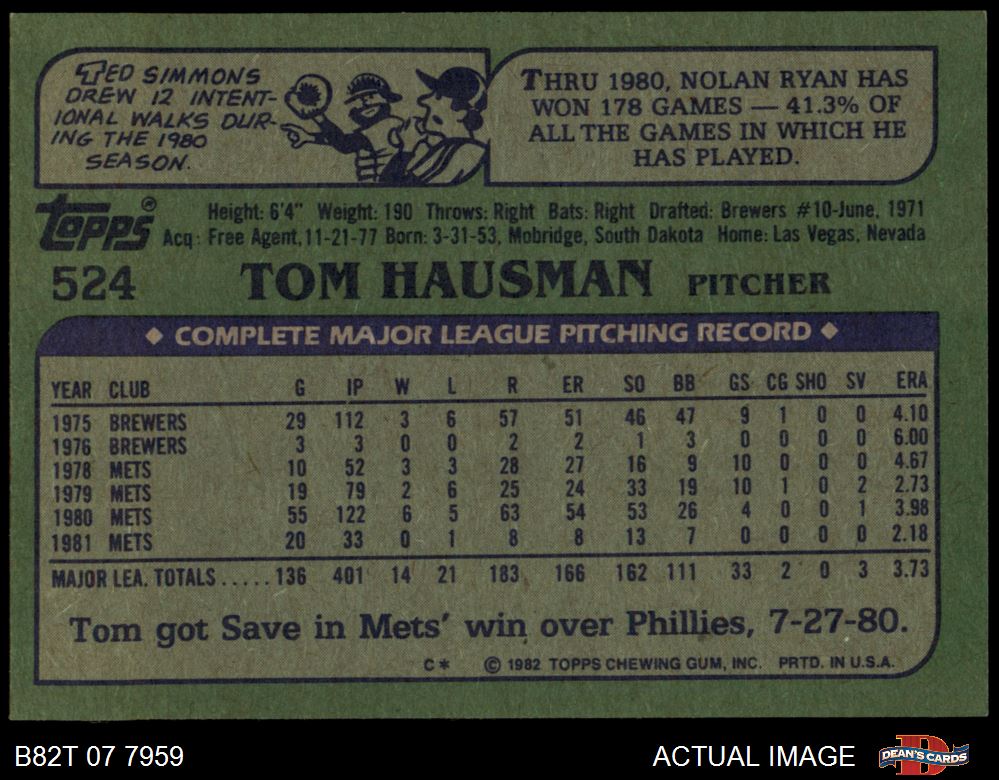 TED SIMMONS
DREW 12 INTENT-
IONAL WALKS DUR-
ING THE 1980
SEASON.
THRU 1980, NOLAN RYAN HAS
WON 178 GAMES — 41.3% OF
ALL THE GAMES IN WHICH HE
HAS PLAYED.
TOPPS®
Height: 6'4" Weight: 190 Throws: Right Bats: Right Drafted: Brewers #10-June, 1971
Acq: Free Agent, 11-21-77 Born: 3-31-53, Mobridge, South Dakota Home: Las Vegas, Nevada
524 TOM HAUSMAN PITCHER
◆ COMPLETE MAJOR LEAGUE PITCHING RECORD ◆
YEAR CLUB G IP W L R ER SO BB GS CG SHO SV ERA
1975 BREWERS 29 112 3 6 57 51 46 47 9 1 0 0 4.10
1976 BREWERS 3 3 0 0 2 2 1 3 0 0 0 0 6.00
1978 METS 10 52 3 3 28 27 16 9 10 0 0 0 4.67
1979 METS 19 79 2 6 25 24 33 19 10 1 0 2 2.73
1980 METS 55 122 6 5 63 54 53 26 4 0 0 1 3.98
1981 METS 20 33 0 1 8 8 13 7 0 0 0 0 2.18
MAJOR LEA. TOTALS ..... 136 401 14 21 183 166 162 111 33 2 0 3 3.73
Tom got Save in Mets' win over Phillies, 7-27-80.
C* © 1982 TOPPS CHEWING GUM, INC. PRTD. IN U.S.A.
B82T 07 7959 ACTUAL IMAGE D DEAN'S CARDS